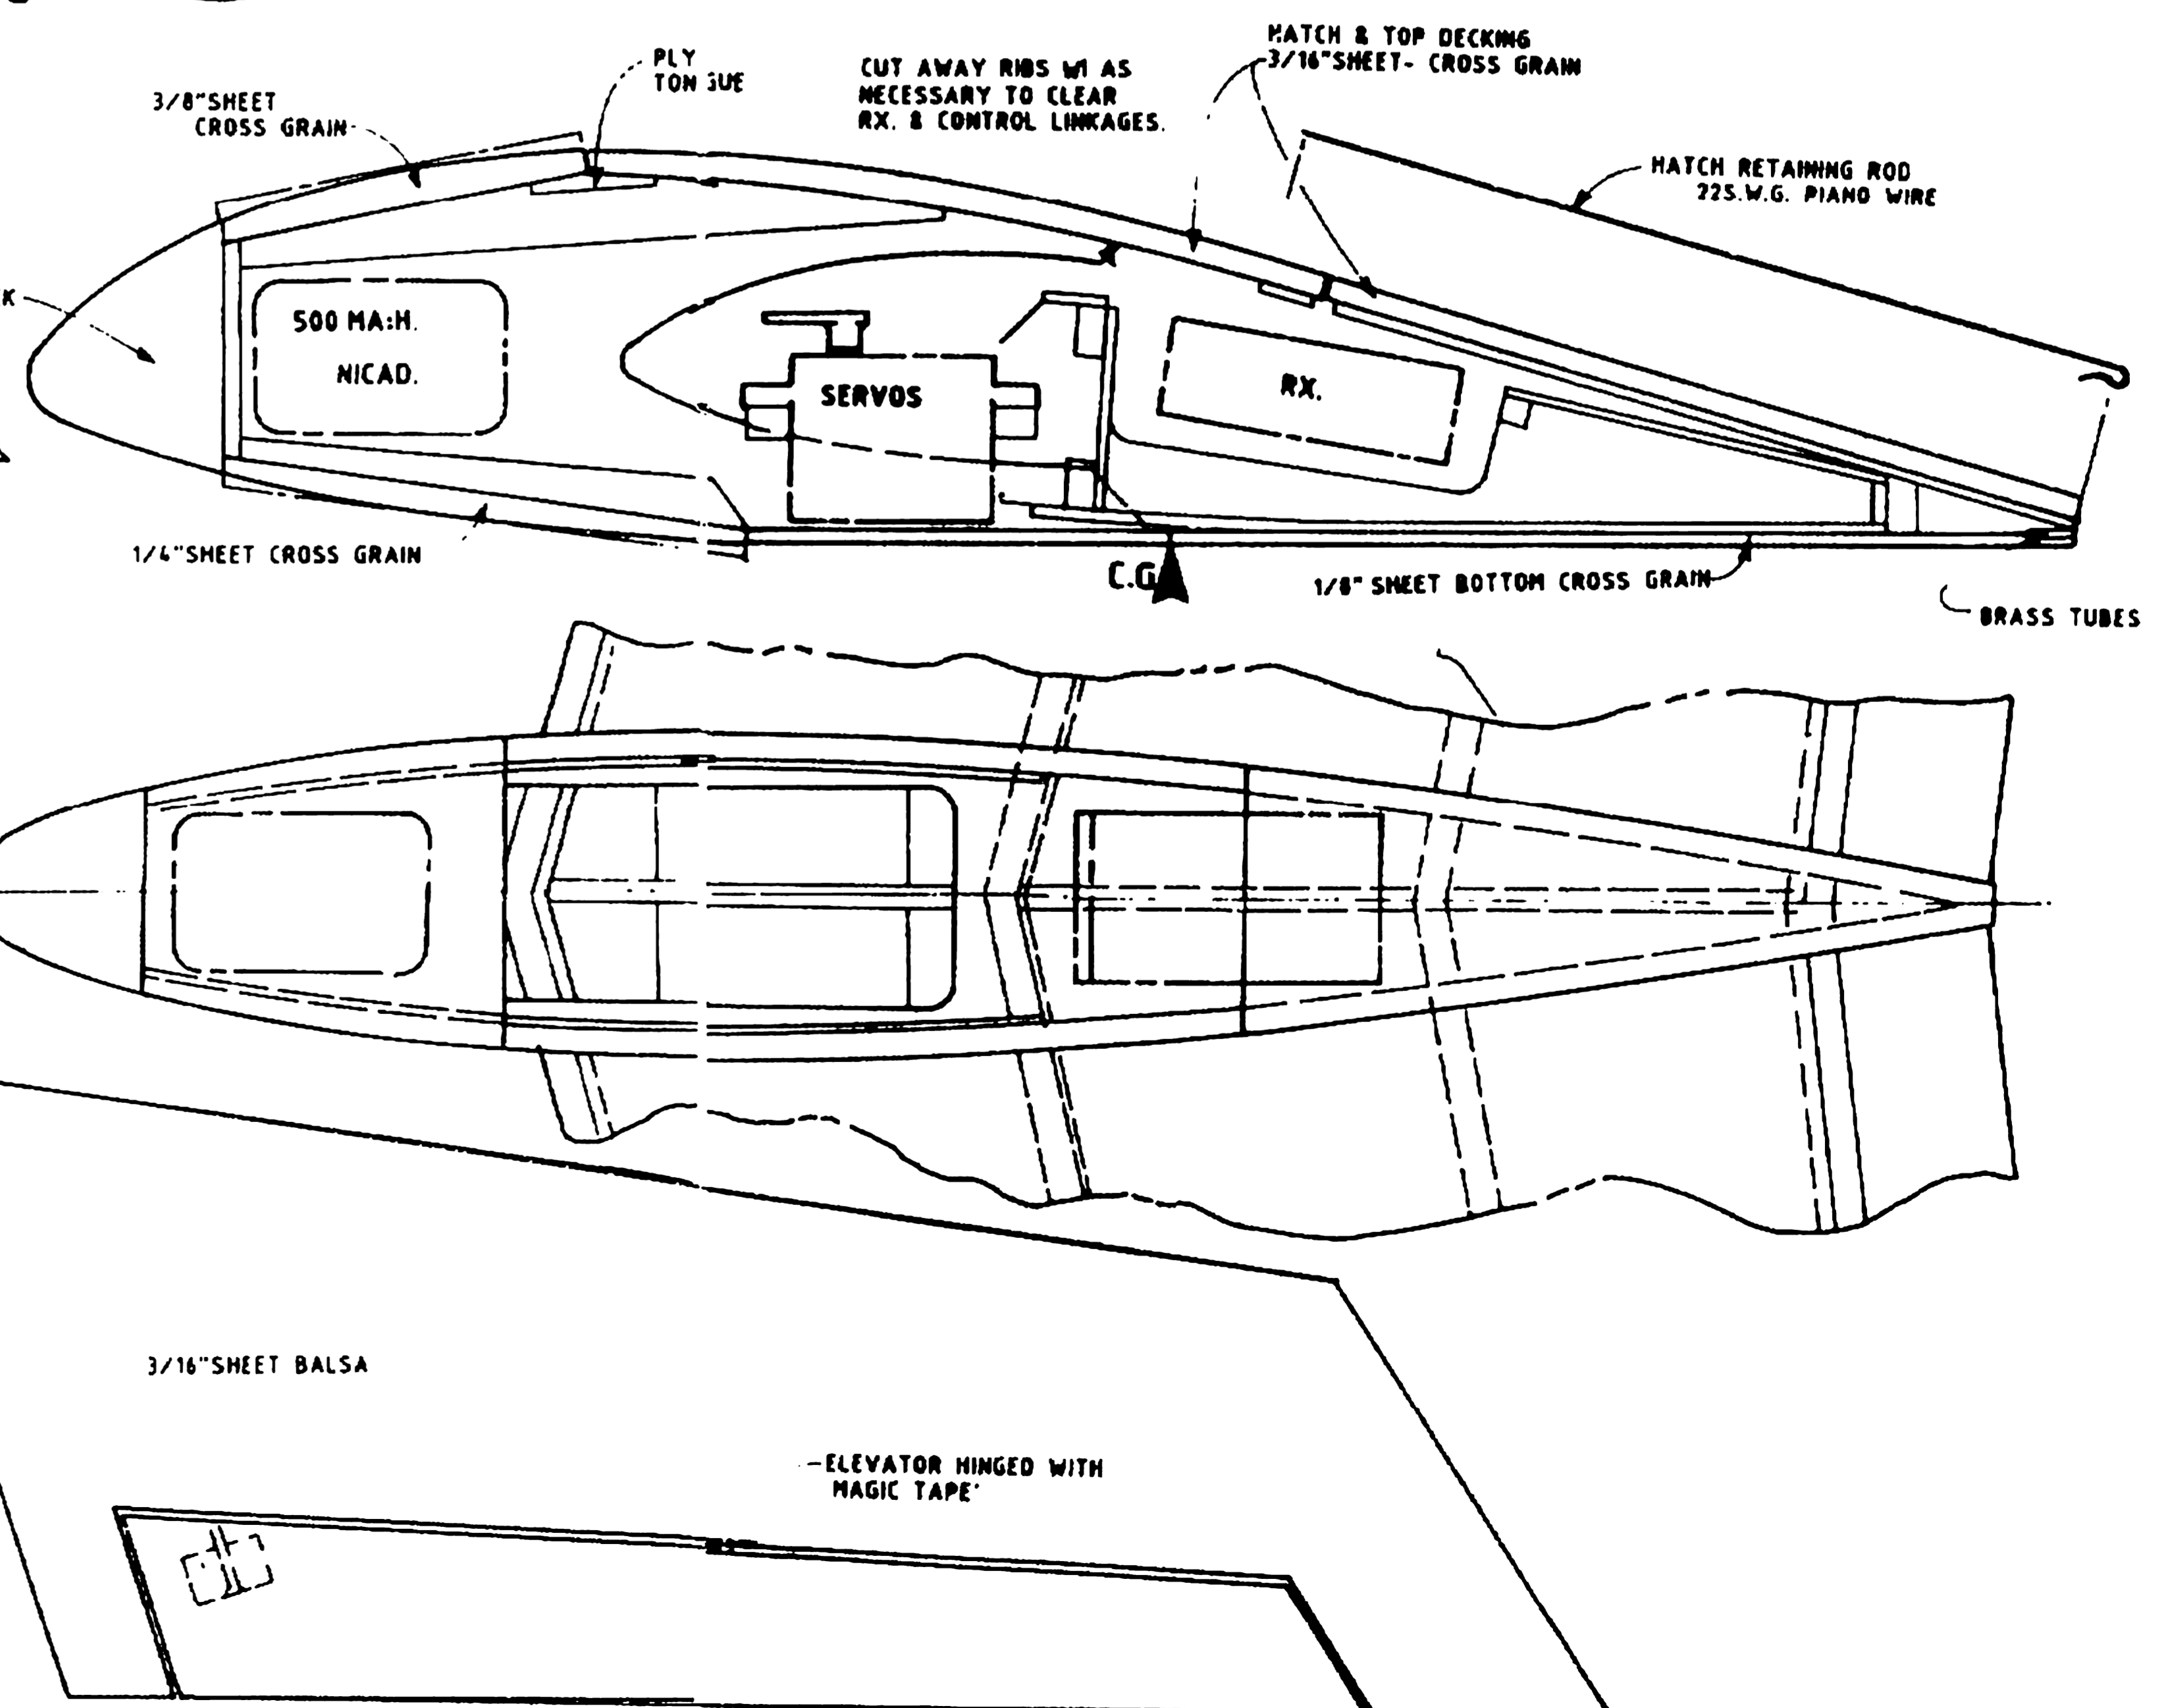 PLY
TONGUE
3/8"SHEET
CROSS GRAIN
CUT AWAY RIBS W1 AS
NECESSARY TO CLEAR
RX. & CONTROL LINKAGES.
HATCH & TOP DECKING
3/16"SHEET- CROSS GRAIN
HATCH RETAINING ROD
22S.W.G. PIANO WIRE
K
500 MA:H.
NICAD.
SERVOS
RX.
1/4"SHEET CROSS GRAIN
C.G
1/8" SHEET BOTTOM CROSS GRAIN
BRASS TUBES
3/16"SHEET BALSA
ELEVATOR HINGED WITH
MAGIC TAPE'